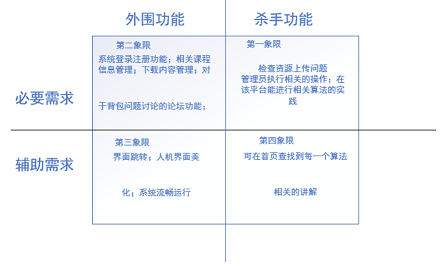 外围功能
杀手功能
必要需求
第二象限
系统登录注册功能；相关课程
信息管理；下载内容管理；对
于背包问题讨论的论坛功能；
第一象限
检查资源上传问题
管理员执行相关的操作；在
该平台能进行相关算法的实
践
辅助需求
第三象限
界面跳转；人机界面美
化；系统流畅运行
第四象限
可在首页查找到每一个算法
相关的讲解